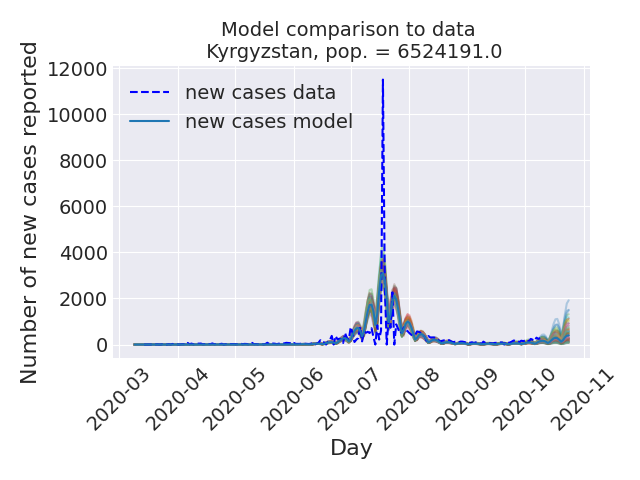 Model comparison to data
Kyrgyzstan, pop. = 6524191.0
Number of new cases reported
12000
10000
8000
6000
4000
2000
0
new cases data
new cases model
2020-03
2020-04
2020-05
2020-06
2020-07
2020-08
2020-09
2020-10
2020-11
Day